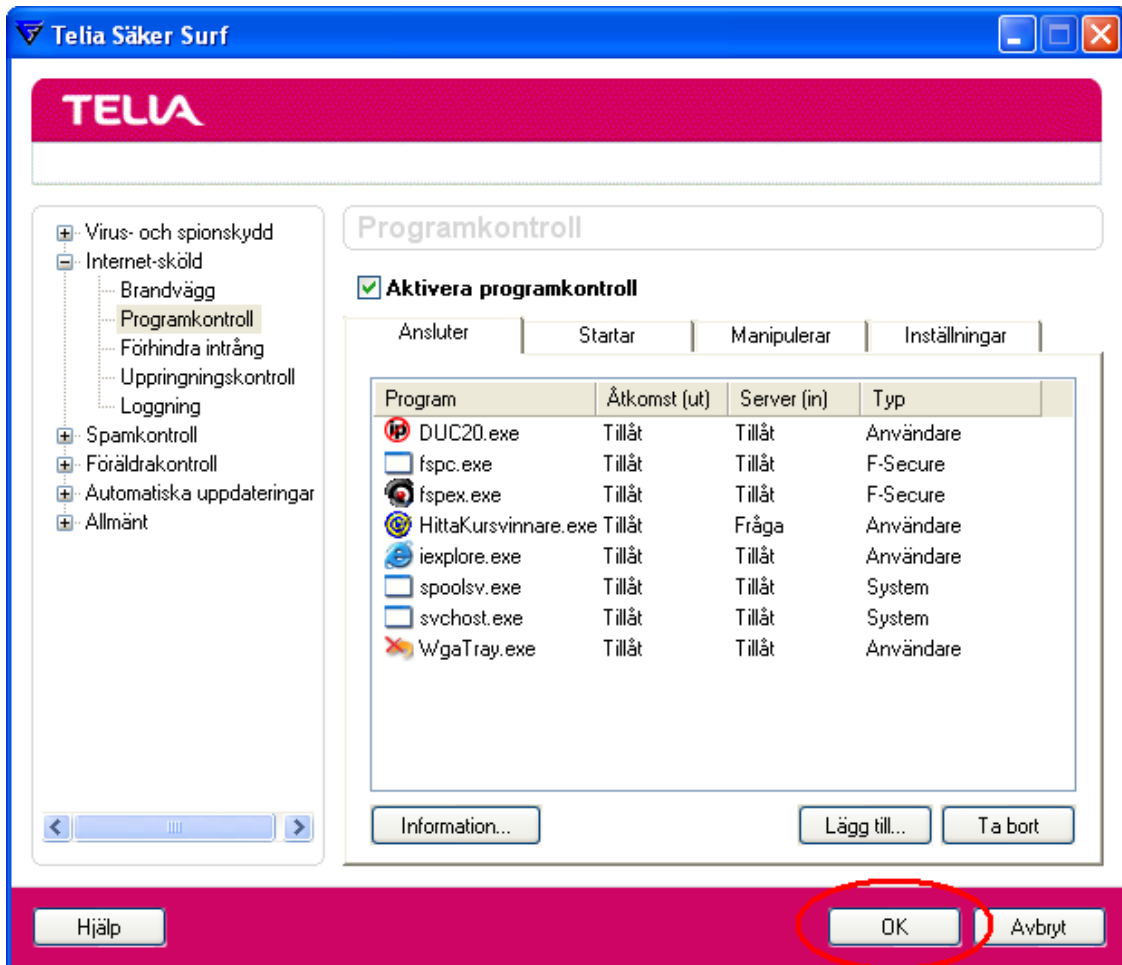 Telia Säker Surf
TELIA
Virus- och spionskydd
Internet-sköld
Brandvägg
Programkontroll
Förhindra intrång
Uppringningskontroll
Loggning
Spamkontroll
Föräldrakontroll
Automatiska uppdateringar
Allmänt
Programkontroll
Aktivera programkontroll
Ansluter Startar Manipulerar Inställningar
Program Åtkomst (ut) Server (in) Typ
DUC20.exe Tillåt Tillåt Användare
fspc.exe Tillåt Tillåt F-Secure
fspex.exe Tillåt Tillåt F-Secure
HittaKursvinnare.exe Tillåt Fråga Användare
iexplore.exe Tillåt Tillåt Användare
spoolsv.exe Tillåt Tillåt System
svchost.exe Tillåt Tillåt System
WgaTray.exe Tillåt Tillåt Användare
Information... Lägg till... Ta bort
Hjälp OK Avbryt